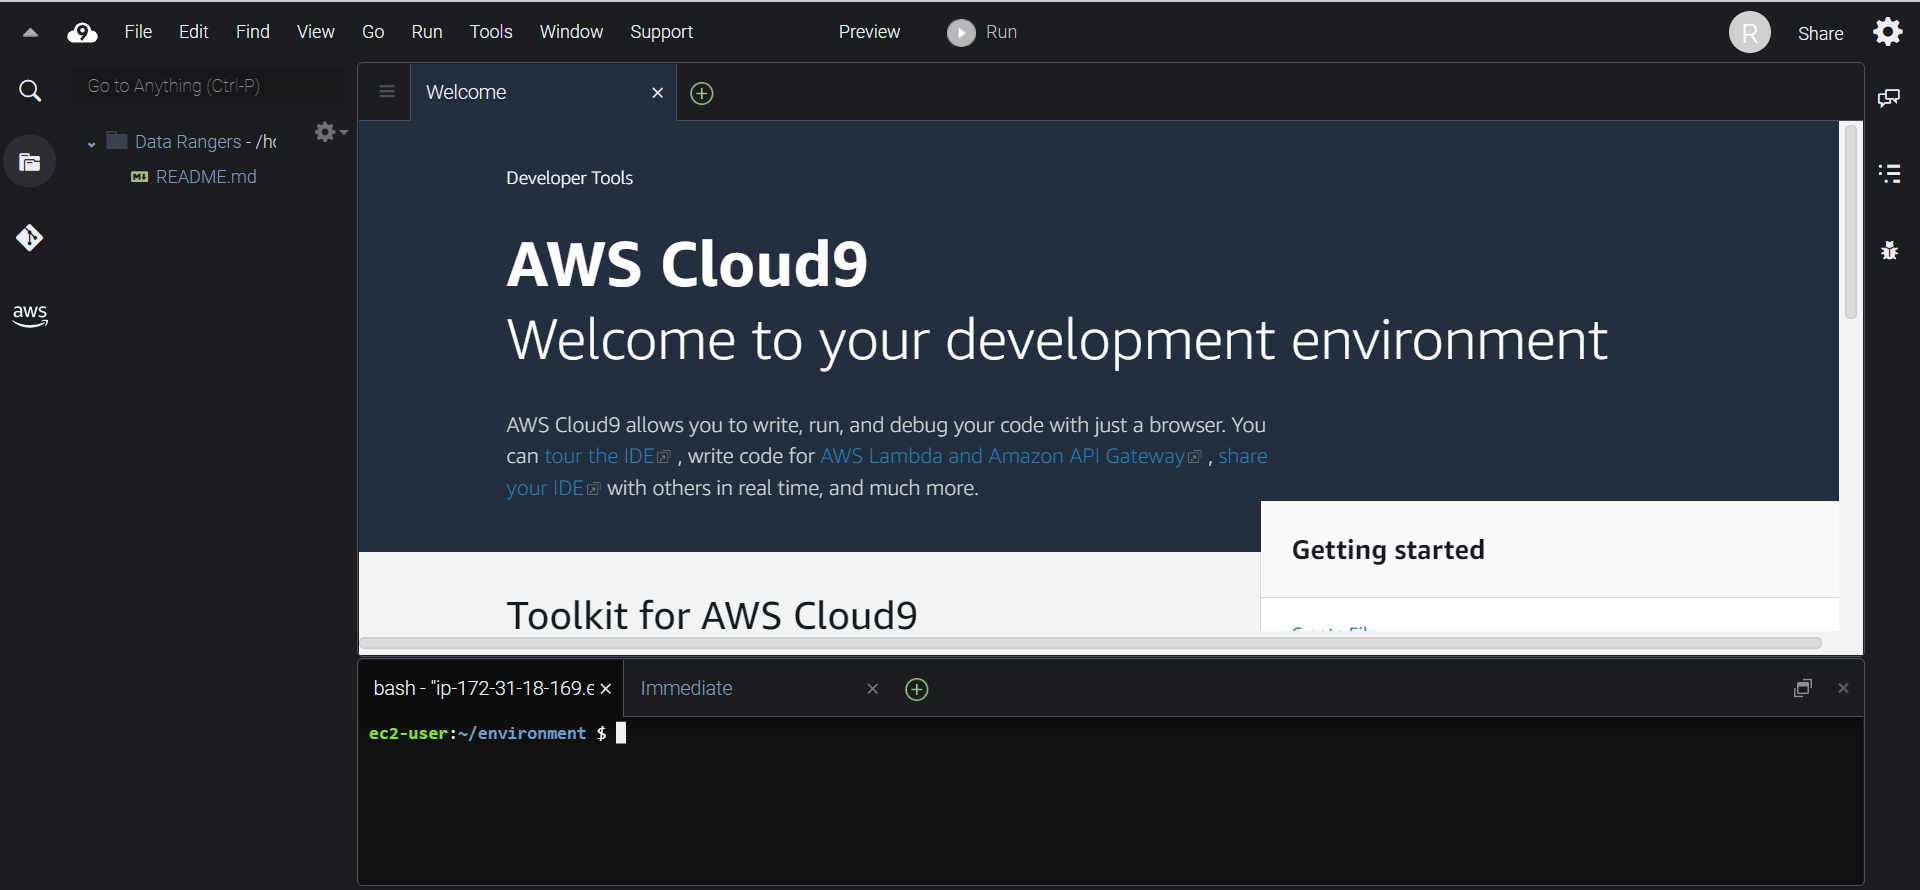 File Edit Find View Go Run Tools Window Support Preview Run R Share
Go to Anything (Ctrl-P)
Welcome
Data Rangers - /hc
README.md
aws
Developer Tools
AWS Cloud9
Welcome to your development environment
AWS Cloud9 allows you to write, run, and debug your code with just a browser. You
can tour the IDE , write code for AWS Lambda and Amazon API Gateway , share
your IDE with others in real time, and much more.
Getting started
Toolkit for AWS Cloud9
Create File
bash - "ip-172-31-18-169.e Immediate
ec2-user:~/environment $